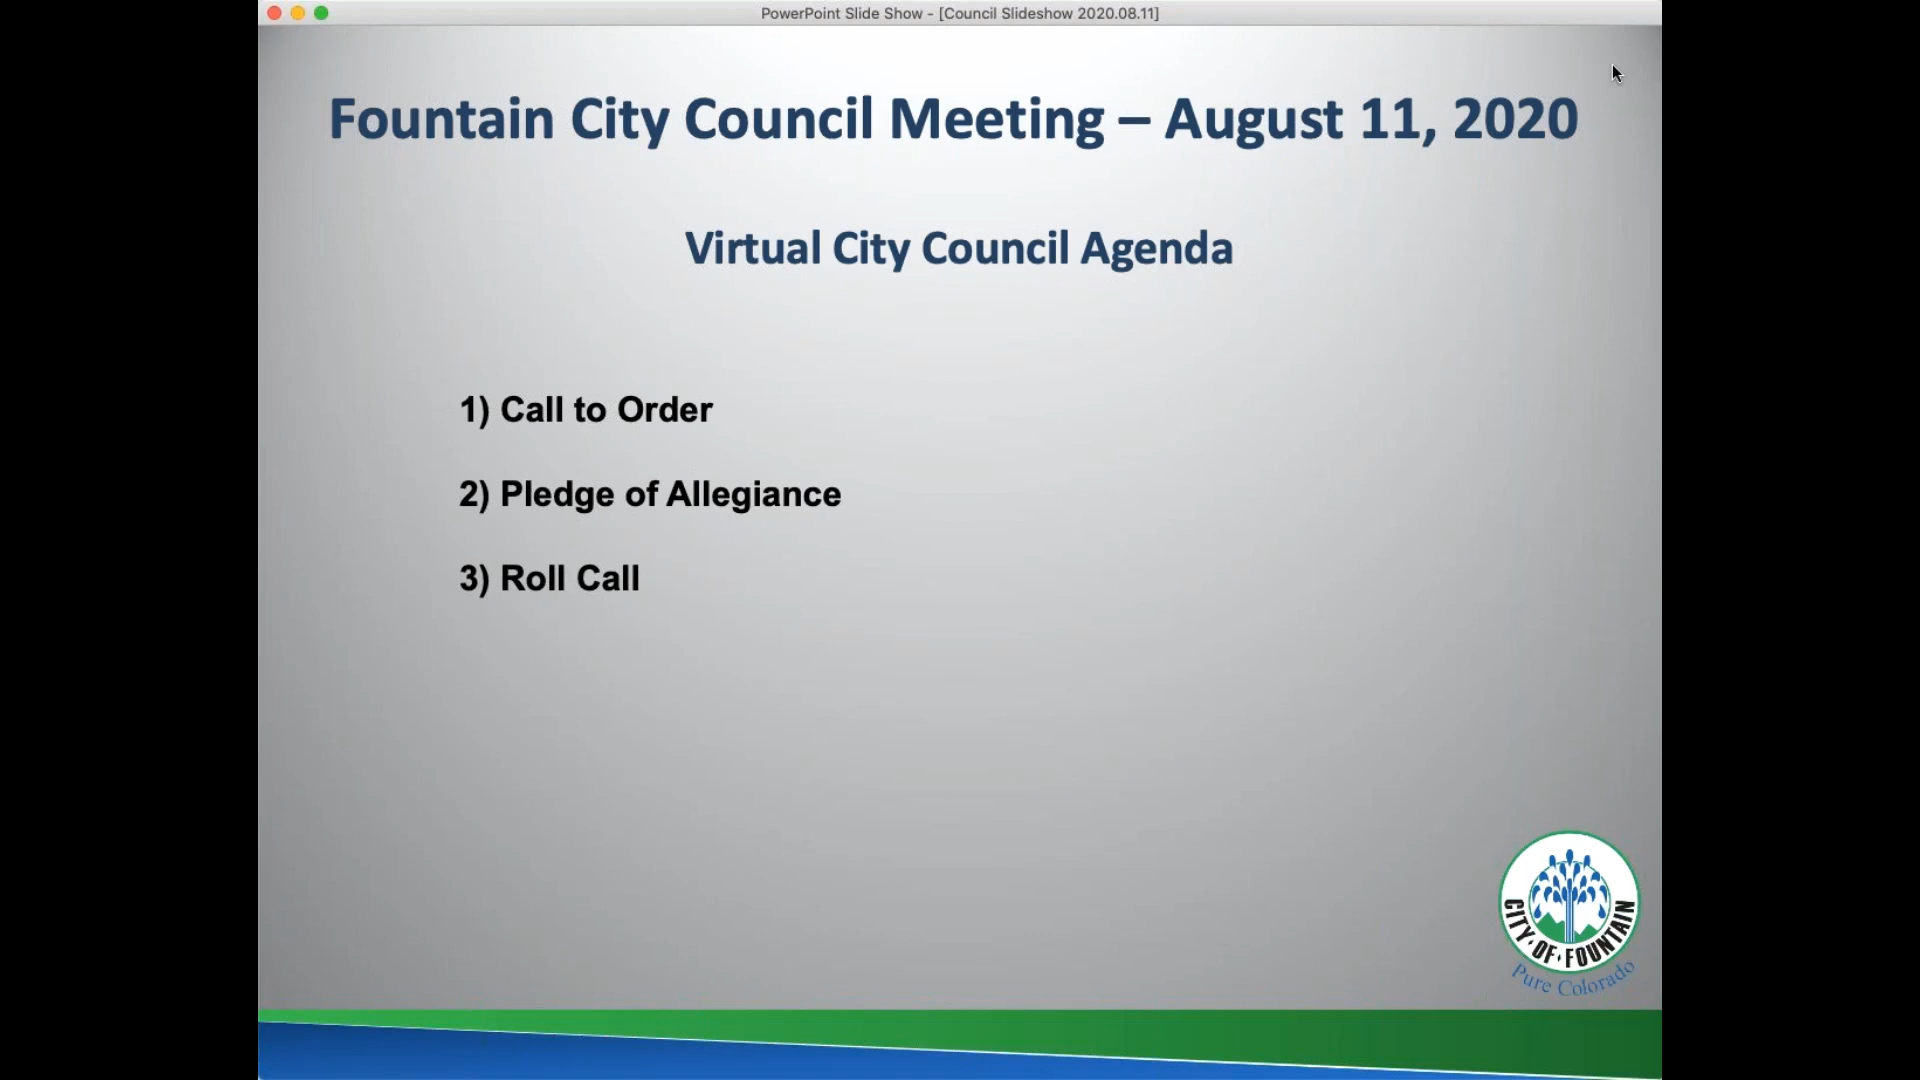 PowerPoint Slide Show - [Council Slideshow 2020.08.11]
Fountain City Council Meeting – August 11, 2020
Virtual City Council Agenda
1) Call to Order
2) Pledge of Allegiance
3) Roll Call
CITY·OF·FOUNTAIN
Pure Colorado